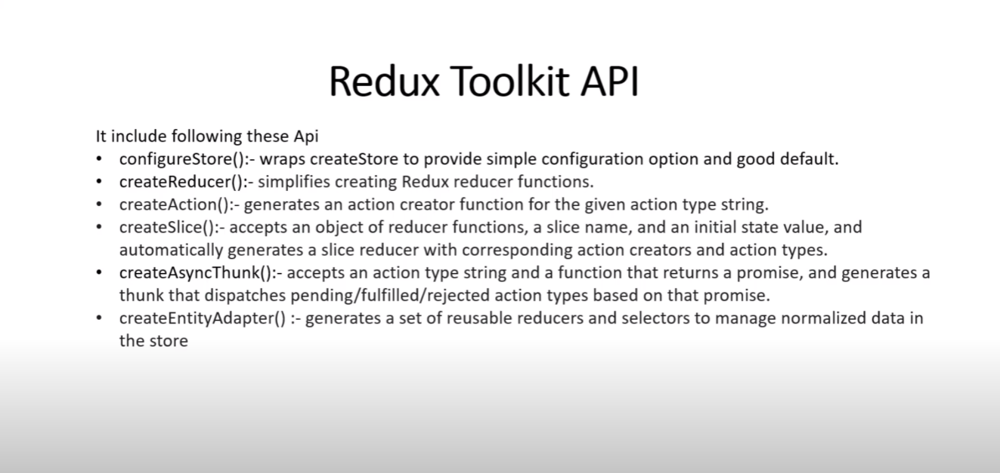 Redux Toolkit API
It include following these Api
• configureStore():- wraps createStore to provide simple configuration option and good default.
• createReducer():- simplifies creating Redux reducer functions.
• createAction():- generates an action creator function for the given action type string.
• createSlice():- accepts an object of reducer functions, a slice name, and an initial state value, and
automatically generates a slice reducer with corresponding action creators and action types.
• createAsyncThunk():- accepts an action type string and a function that returns a promise, and generates a
thunk that dispatches pending/fulfilled/rejected action types based on that promise.
• createEntityAdapter() :- generates a set of reusable reducers and selectors to manage normalized data in
the store